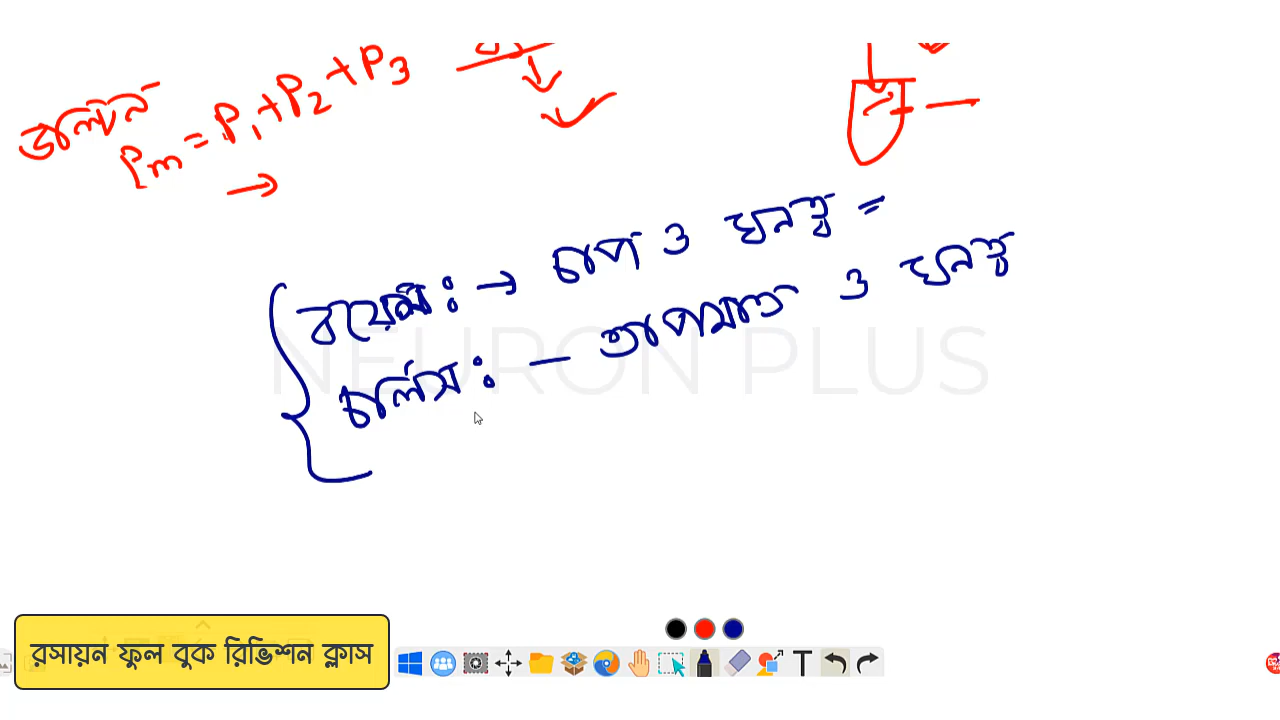 ডাল্টন
Pm = P1 + P2 + P3
→
বয়েল : → চাপ ও ঘনত্ব =
চার্লস : — তাপমাত্রা ও ঘনত্ব
NEURON PLUS
রসায়ন ফুল বুক রিভিশন ক্লাস
T